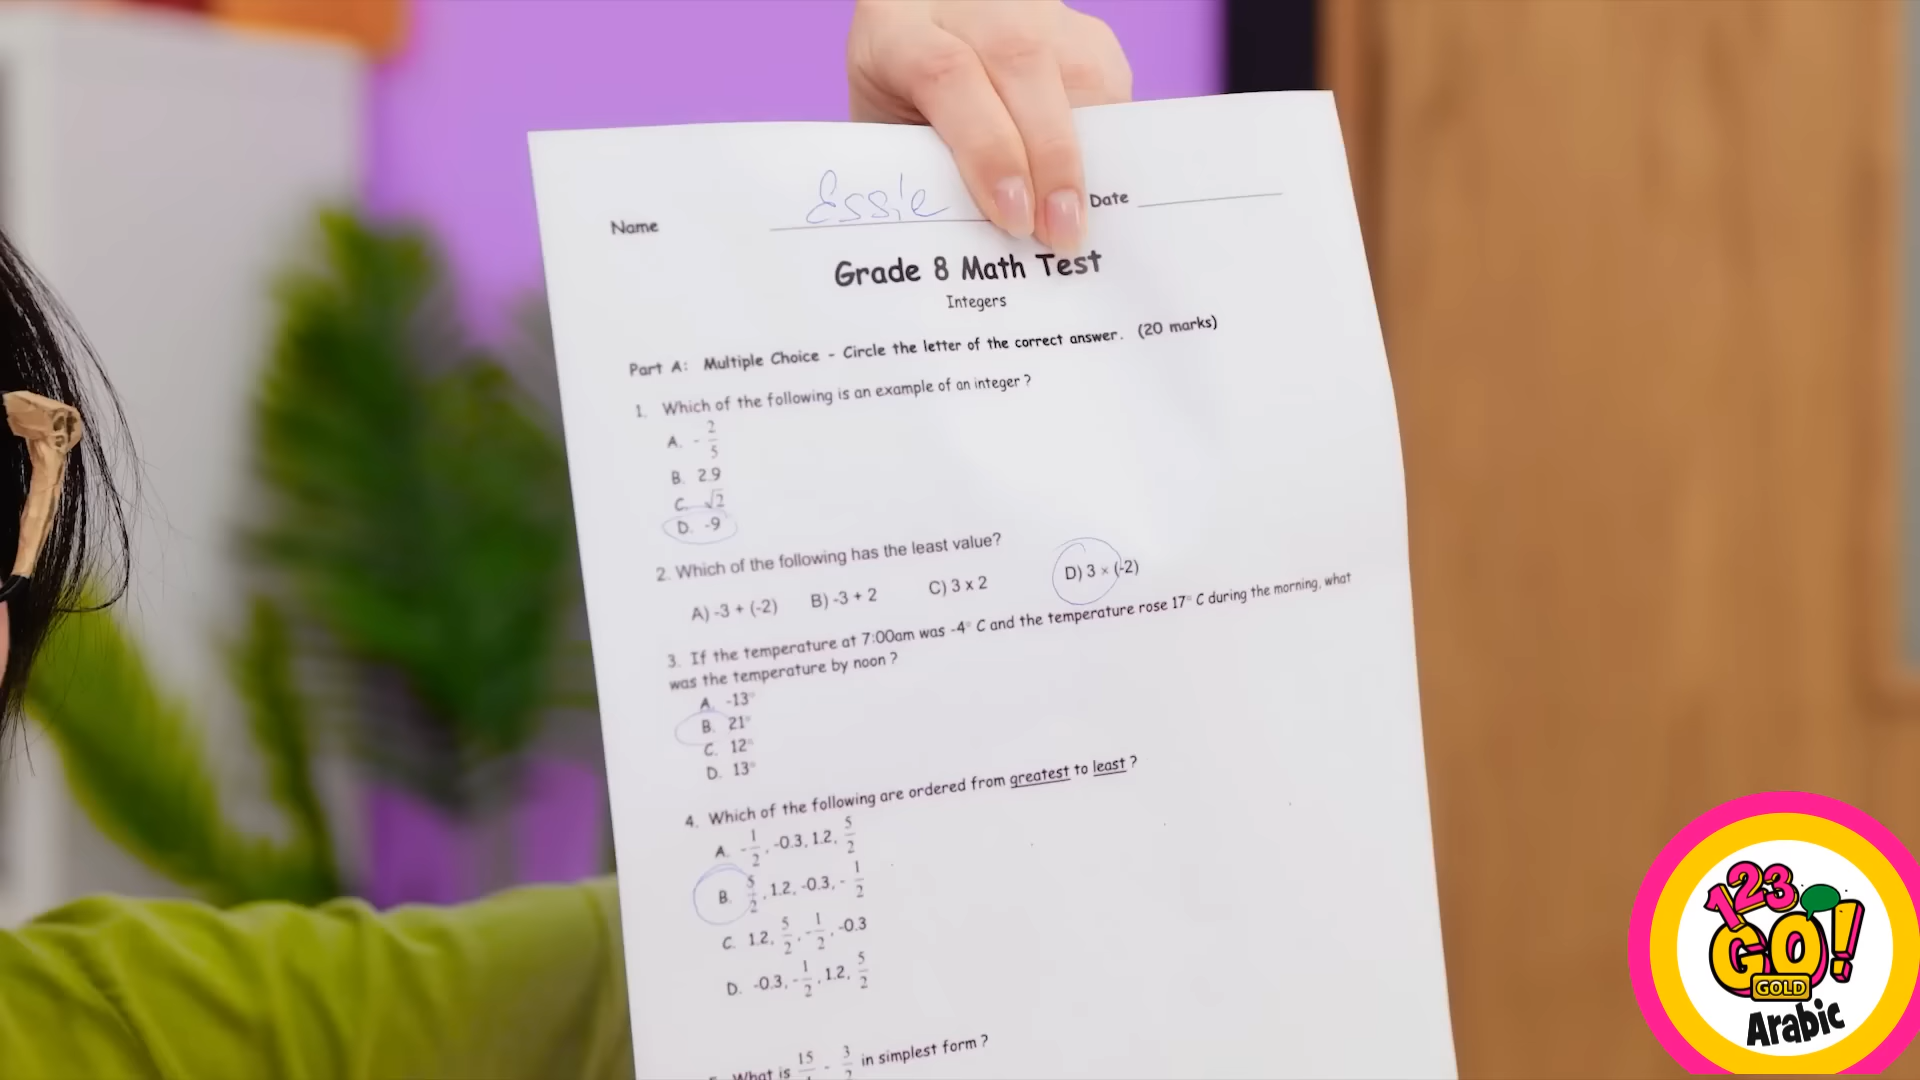 Name Essie Date
Grade 8 Math Test
Integers
Part A: Multiple Choice - Circle the letter of the correct answer. (20 marks)
1. Which of the following is an example of an integer ?
A. - 2/5
B. 2.9
C. √2
D. -9
2. Which of the following has the least value?
A) -3 + (-2) B) -3 + 2 C) 3 x 2 D) 3 × (-2)
3. If the temperature at 7:00am was -4° C and the temperature rose 17° C during the morning, what
was the temperature by noon ?
A. -13°
B. 21°
C. 12°
D. 13°
4. Which of the following are ordered from greatest to least ?
A. -1/2, -0.3, 1.2, 5/2
B. 5/2, 1.2, -0.3, -1/2
C. 1.2, 5/2, -1/2, -0.3
D. -0.3, -1/2, 1.2, 5/2
What is 15 - 3/2 in simplest form ?
123
GO!
GOLD
Arabic